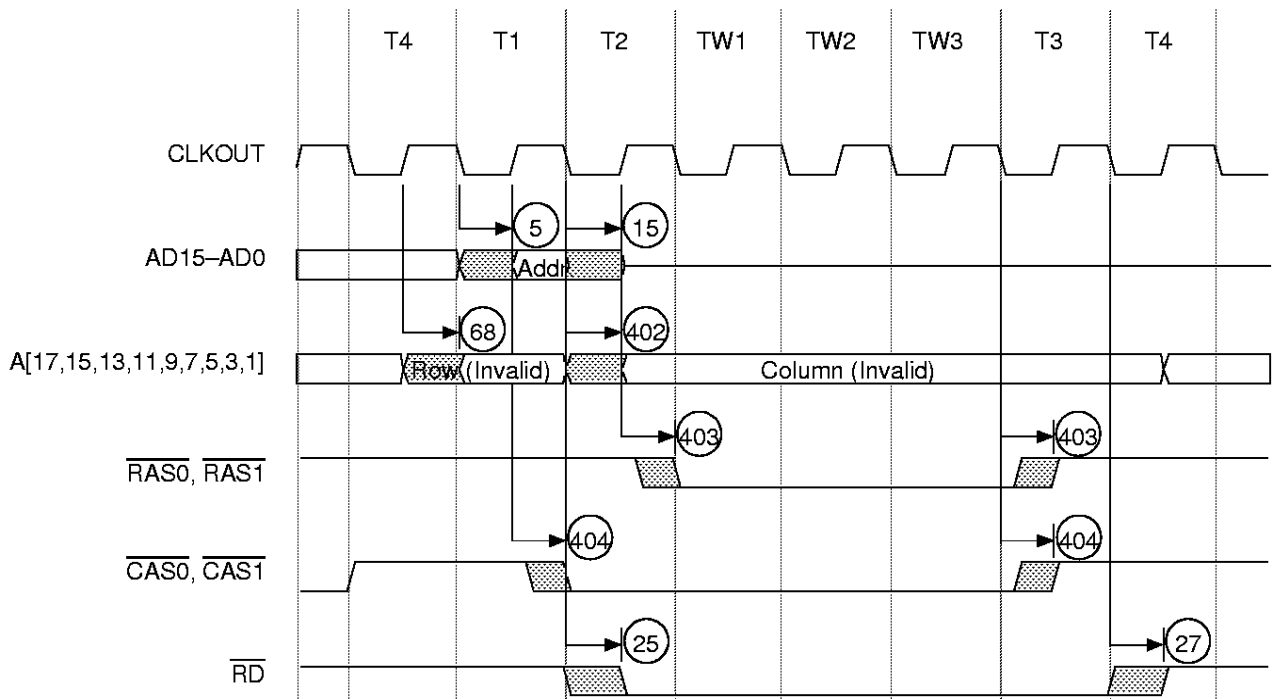 T4 T1 T2 TW1 TW2 TW3 T3 T4
CLKOUT
5 15
AD15–AD0
Addr
68 402
A[17,15,13,11,9,7,5,3,1]
Row (Invalid) Column (Invalid)
403 403
RAS0, RAS1
404 404
CAS0, CAS1
25 27
RD